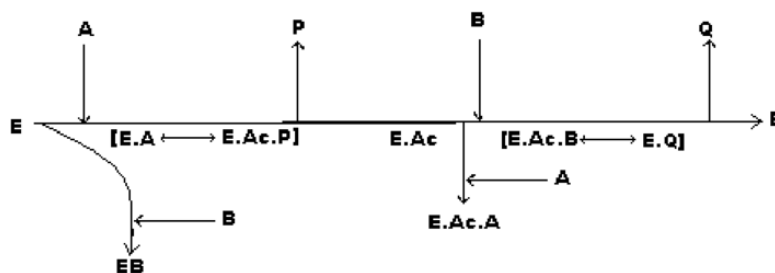 A P B Q
E [E.A E.Ac.P] E.Ac [E.Ac.B E.Q] E
B A
EB E.Ac.A